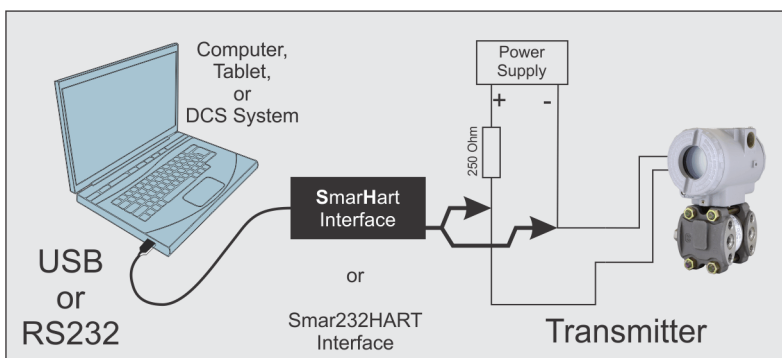 Computer,
Tablet,
or
DCS System
Power
Supply
+
-
250 Ohm
SmarHart
Interface
or
Smar232HART
Interface
USB
or
RS232
Transmitter